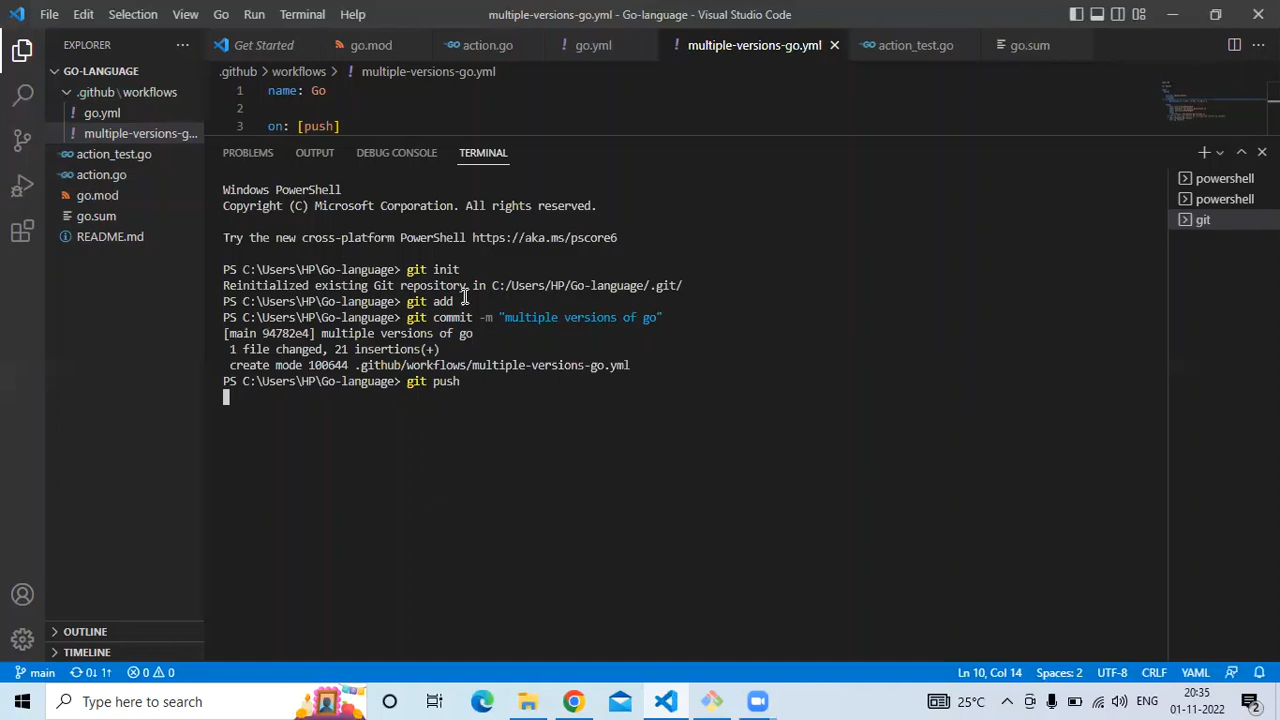 File Edit Selection View Go Run Terminal Help multiple-versions-go.yml - Go-language - Visual Studio Code
EXPLORER
Get Started go.mod action.go go.yml multiple-versions-go.yml action_test.go go.sum
GO-LANGUAGE
.github\workflows
go.yml
multiple-versions-g...
action_test.go
action.go
go.mod
go.sum
README.md
OUTLINE
TIMELINE
.github > workflows > multiple-versions-go.yml
1 name: Go
2
3 on: [push]
PROBLEMS OUTPUT DEBUG CONSOLE TERMINAL
Windows PowerShell
Copyright (C) Microsoft Corporation. All rights reserved.
Try the new cross-platform PowerShell https://aka.ms/pscore6
PS C:\Users\HP\Go-language> git init
Reinitialized existing Git repository in C:/Users/HP/Go-language/.git/
PS C:\Users\HP\Go-language> git add
PS C:\Users\HP\Go-language> git commit -m "multiple versions of go"
[main 94782e4] multiple versions of go
1 file changed, 21 insertions(+)
create mode 100644 .github/workflows/multiple-versions-go.yml
PS C:\Users\HP\Go-language> git push
powershell
powershell
git
main 0↓ 1↑ 0 0 Ln 10, Col 14 Spaces: 2 UTF-8 CRLF YAML
Type here to search 25°C ENG 20:35
01-11-2022 2